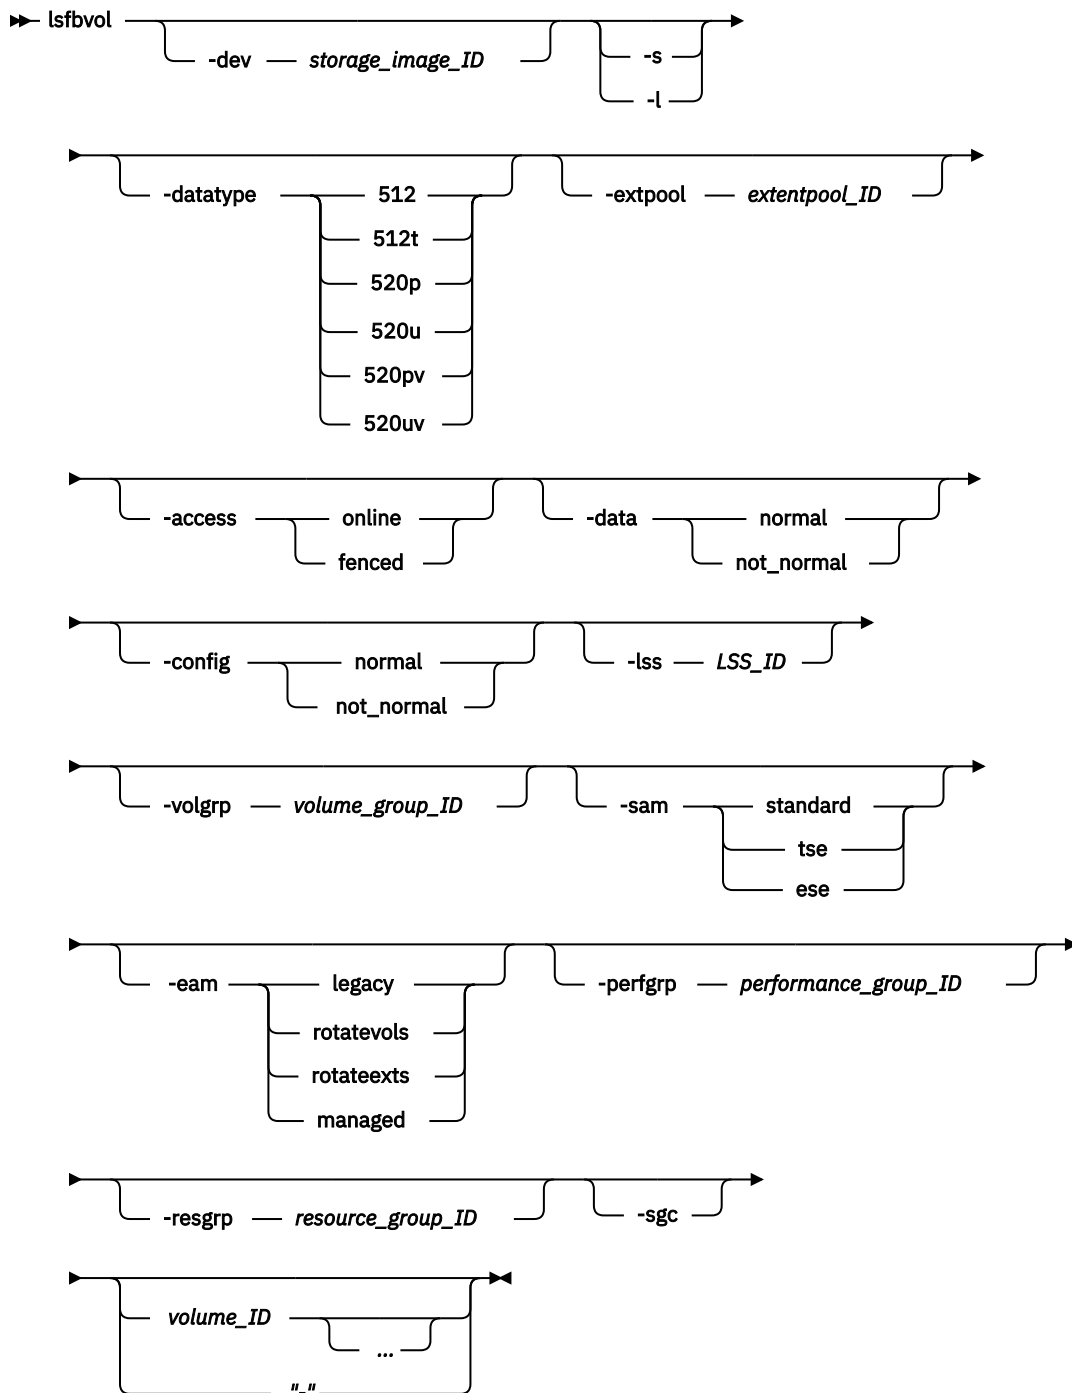 lsfbvol
-dev storage_image_ID
-s
-l
-datatype 512
512t
520p
520u
520pv
520uv
-extpool extentpool_ID
-access online
fenced
-data normal
not_normal
-config normal
not_normal
-lss LSS_ID
-volgrp volume_group_ID
-sam standard
tse
ese
-eam legacy
rotatevols
rotateexts
managed
-perfgrp performance_group_ID
-resgrp resource_group_ID
-sgc
volume_ID
...
"-"